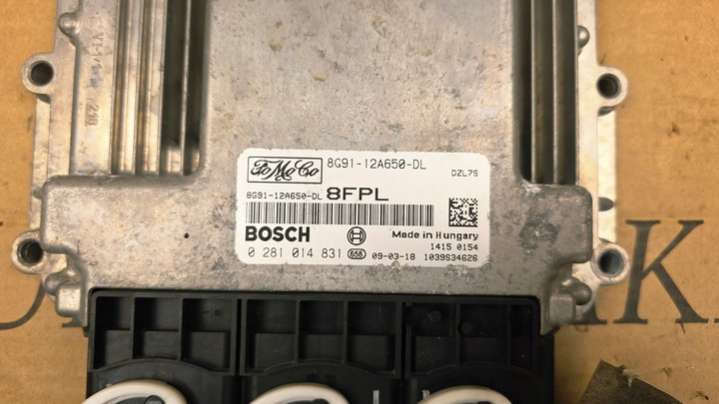 FoMoCo 8G91-12A650-DL
DZL7S
8G91-12A650-DL 8FPL
BOSCH Made in Hungary
1415 0154
0 281 014 831 658 09-03-18 1039S34626